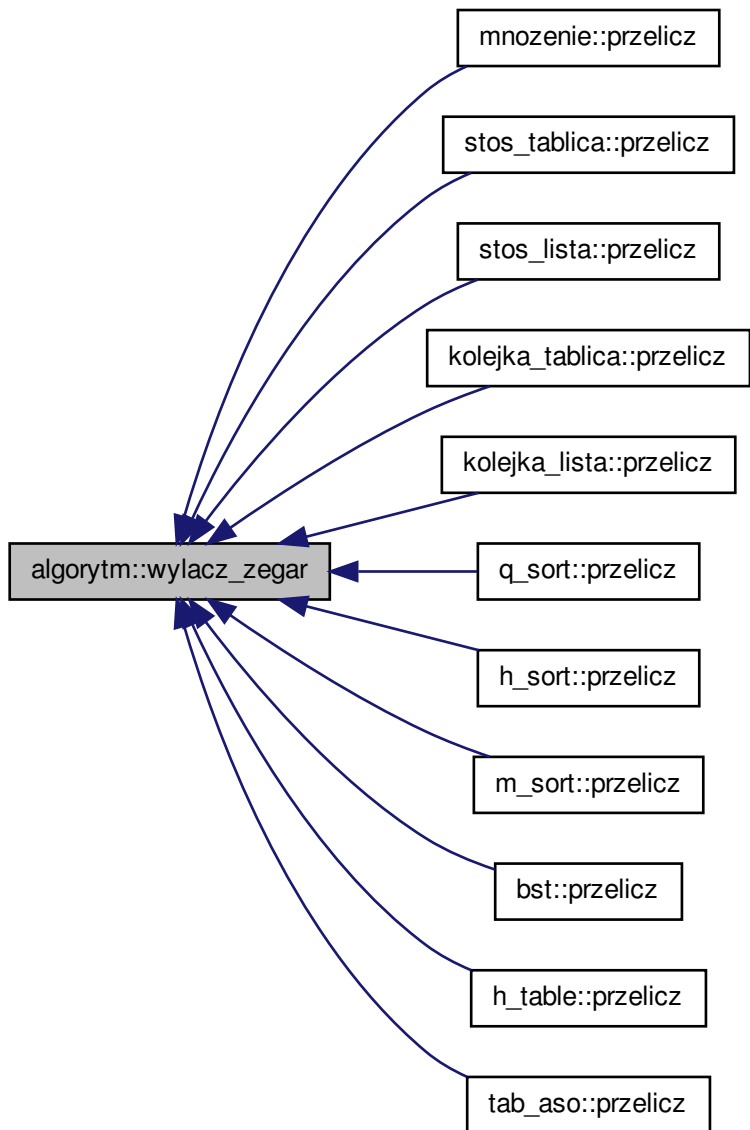 mnozenie::przelicz
stos_tablica::przelicz
stos_lista::przelicz
kolejka_tablica::przelicz
kolejka_lista::przelicz
algorytm::wylacz_zegar
q_sort::przelicz
h_sort::przelicz
m_sort::przelicz
bst::przelicz
h_table::przelicz
tab_aso::przelicz